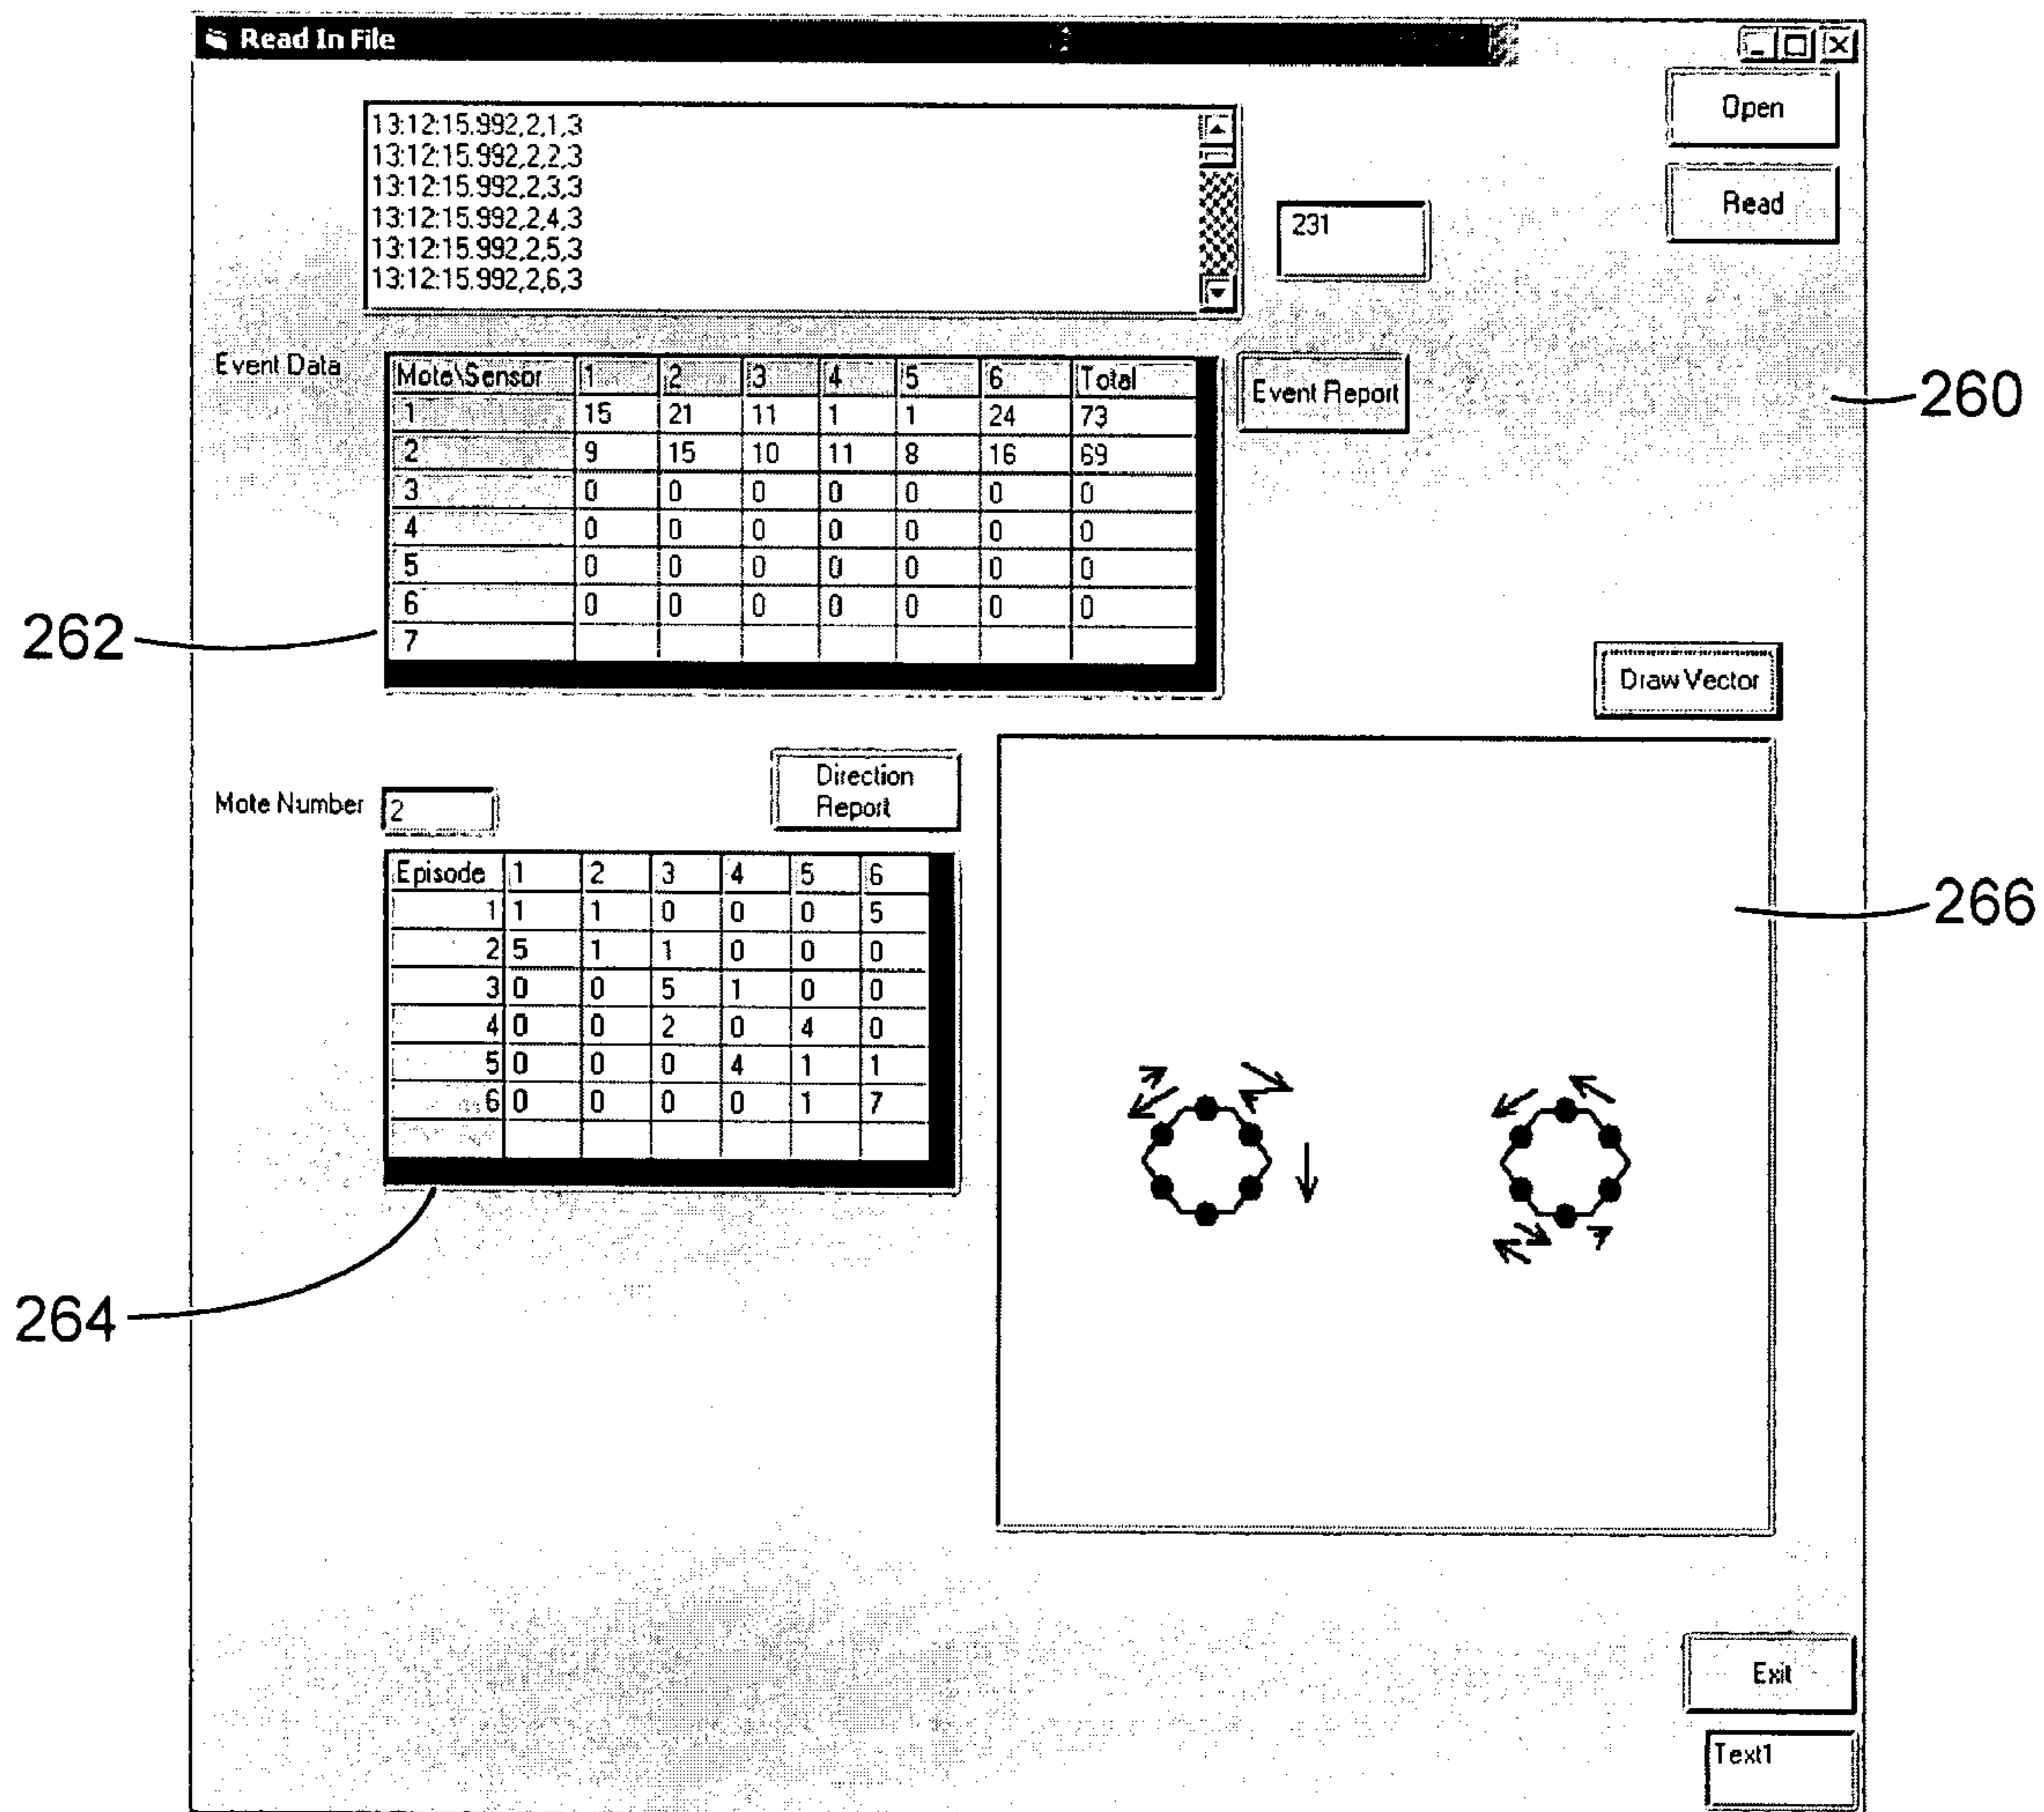 Read In File
Open
13:12:15.992,2,1,3
13:12:15.992,2,2,3
13:12:15.992,2,3,3
13:12:15.992,2,4,3
13:12:15.992,2,5,3
13:12:15.992,2,6,3
Read
231
Event Data
Mote\Sensor 1 2 3 4 5 6 Total
1 15 21 11 1 1 24 73
2 9 15 10 11 8 16 69
3 0 0 0 0 0 0 0
4 0 0 0 0 0 0 0
5 0 0 0 0 0 0 0
6 0 0 0 0 0 0 0
7
Event Report
260
262
Draw Vector
Direction
Report
Mote Number 2
Episode 1 2 3 4 5 6
1 1 1 0 0 0 5
2 5 1 1 0 0 0
3 0 0 5 1 0 0
4 0 0 2 0 4 0
5 0 0 0 4 1 1
6 0 0 0 0 1 7
266
264
Exit
Text1